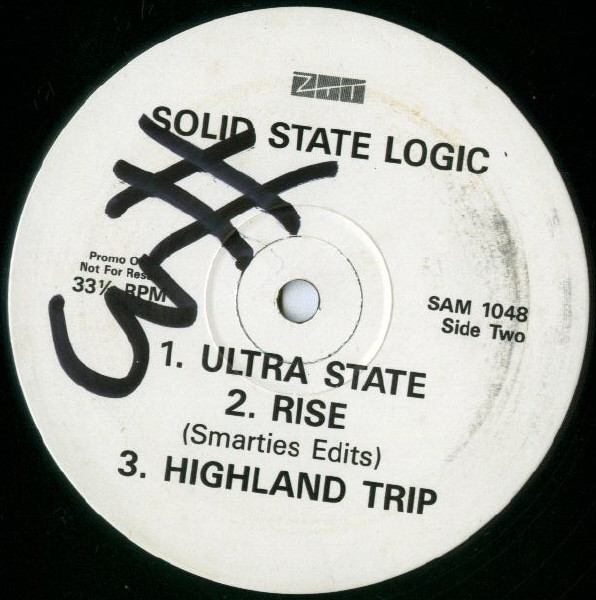 ZTT
SOLID STATE LOGIC
Promo
Not For
33⅓ RPM
SAM 1048
Side Two
1. ULTRA STATE
2. RISE
(Smarties Edits)
3. HIGHLAND TRIP